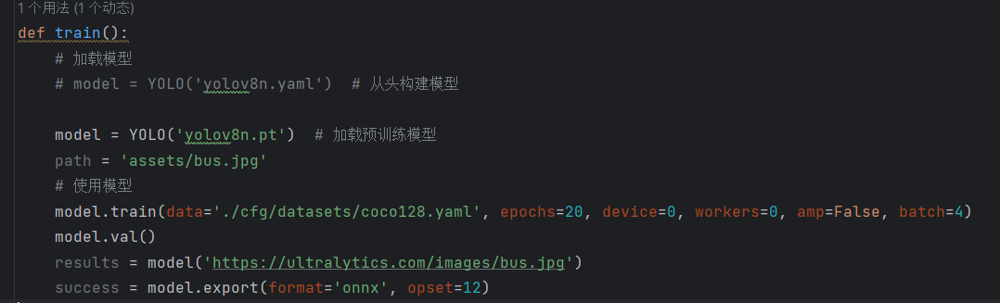 1 个用法 (1 个动态)
def train():
# 加载模型
# model = YOLO('yolov8n.yaml')  # 从头构建模型
model = YOLO('yolov8n.pt')  # 加载预训练模型
path = 'assets/bus.jpg'
# 使用模型
model.train(data='./cfg/datasets/coco128.yaml', epochs=20, device=0, workers=0, amp=False, batch=4)
model.val()
results = model('https://ultralytics.com/images/bus.jpg')
success = model.export(format='onnx', opset=12)